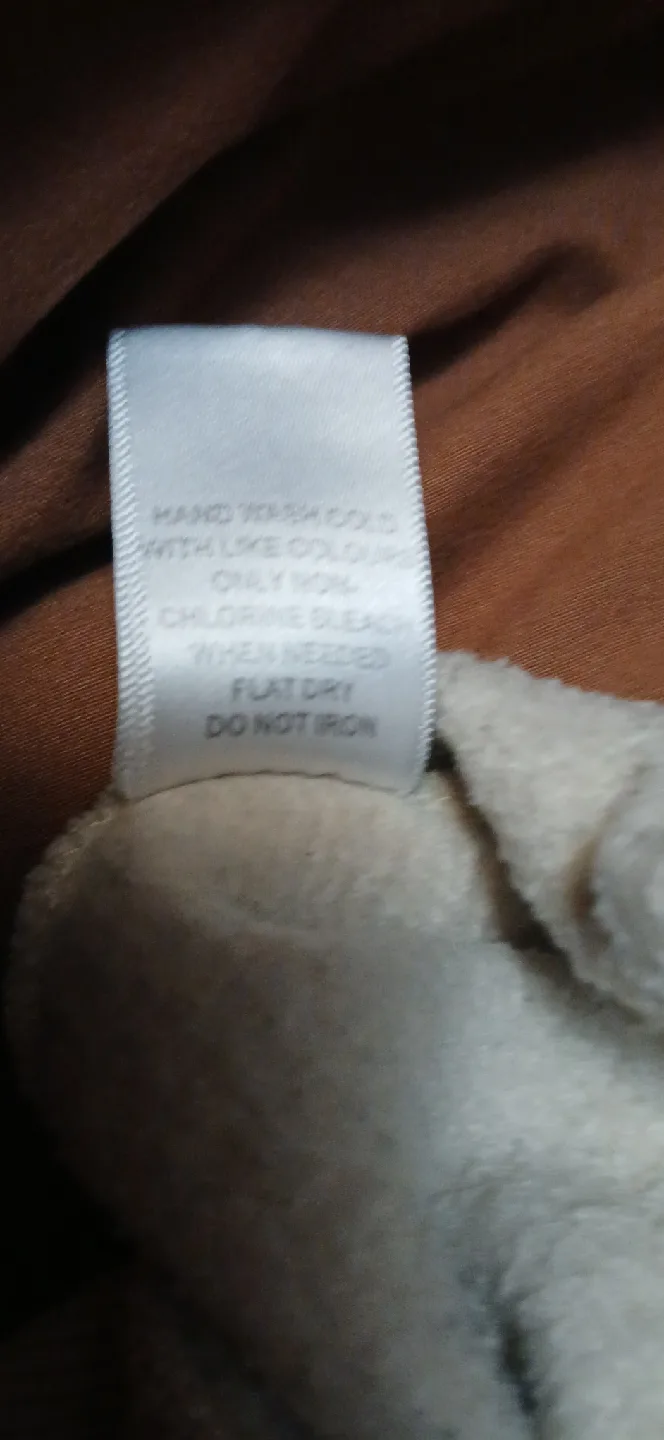 HAND WASH COLD
WITH LIKE COLOURS
ONLY NON-
CHLORINE BLEACH
WHEN NEEDED
FLAT DRY
DO NOT IRON